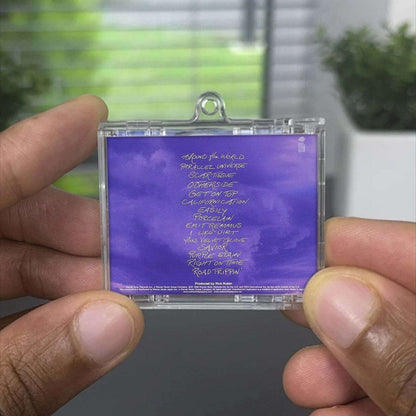 AROUND the WORLD
PARALLEL UNIVERSE
SCAR TISSUE
OTHERSIDE
GET ON TOP
CALIFORNICATION
EASILY
PORCELAIN
EMIT REMMUS
I LIKE DIRT
THIS VELVET GLOVE
SAVIOR
PURPLE STAIN
RIGHT ON TIME
ROAD TRIPPIN'
Produced by Rick Rubin